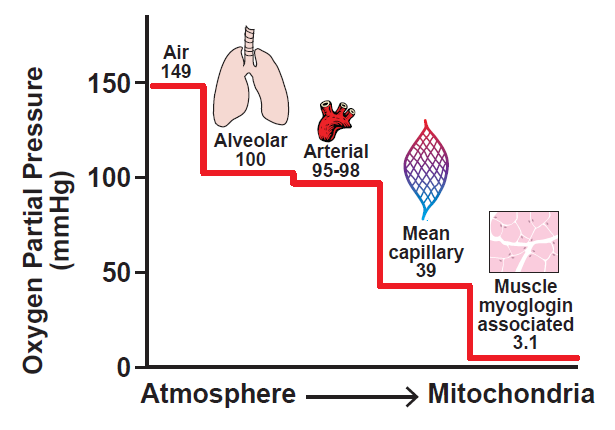 Oxygen Partial Pressure
(mmHg)
150
100
50
0
Air
149
Alveolar
100
Arterial
95-98
Mean
capillary
39
Muscle
myoglogin
associated
3.1
Atmosphere
Mitochondria